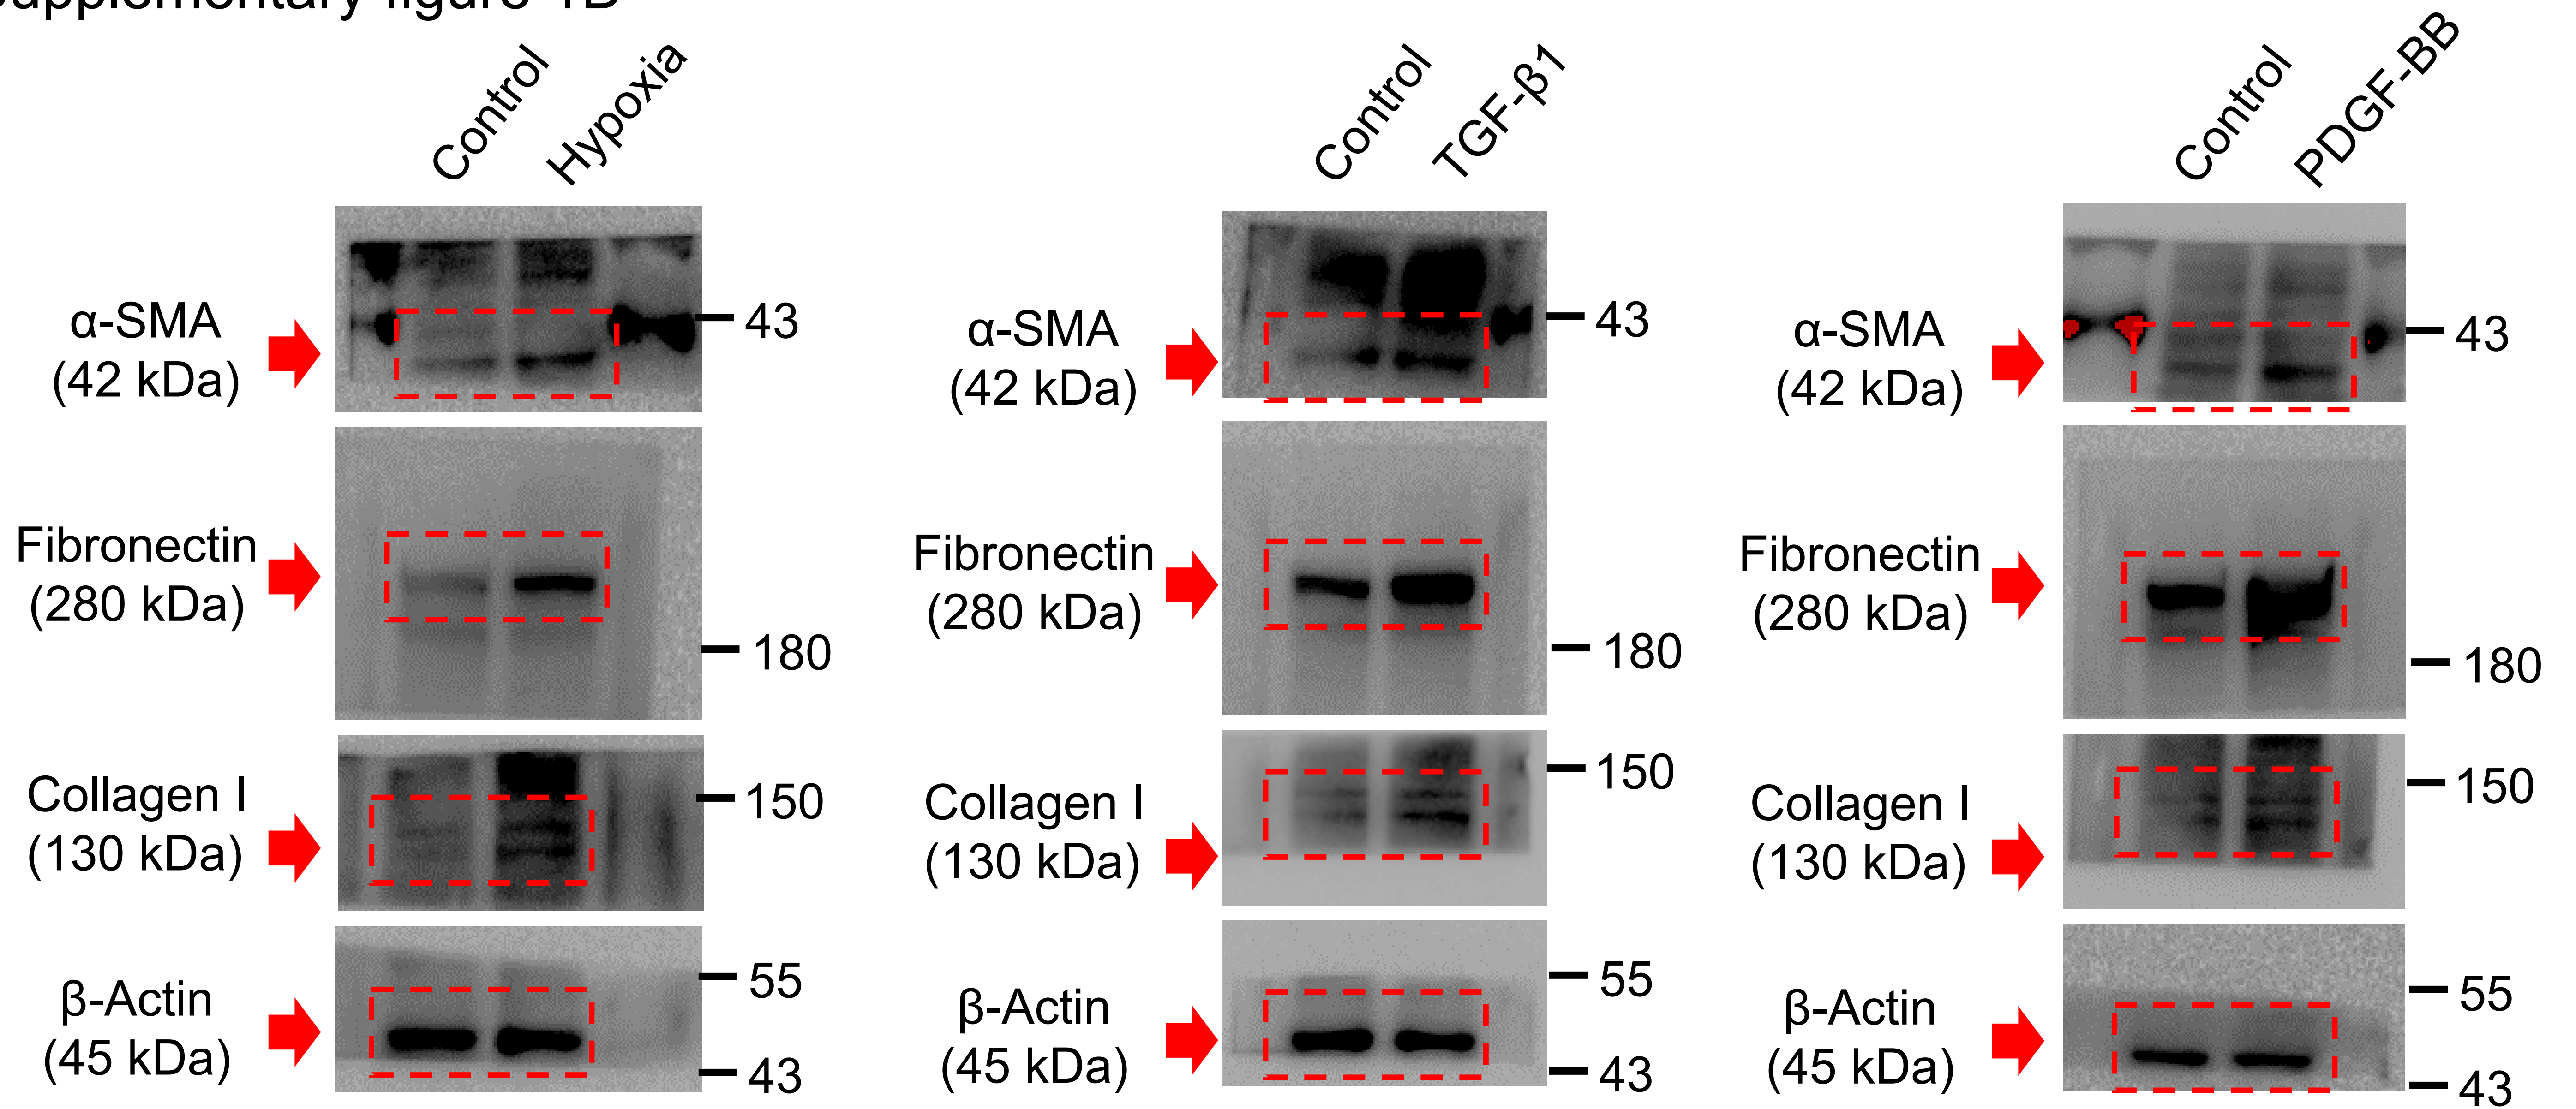 Supplementary figure 1B
Control
Hypoxia
α-SMA
(42 kDa)
43
Fibronectin
(280 kDa)
180
Collagen I
(130 kDa)
150
β-Actin
(45 kDa)
55
43
Control
TGF-β1
α-SMA
(42 kDa)
43
Fibronectin
(280 kDa)
180
Collagen I
(130 kDa)
150
β-Actin
(45 kDa)
55
43
Control
PDGF-BB
α-SMA
(42 kDa)
43
Fibronectin
(280 kDa)
180
Collagen I
(130 kDa)
150
β-Actin
(45 kDa)
55
43